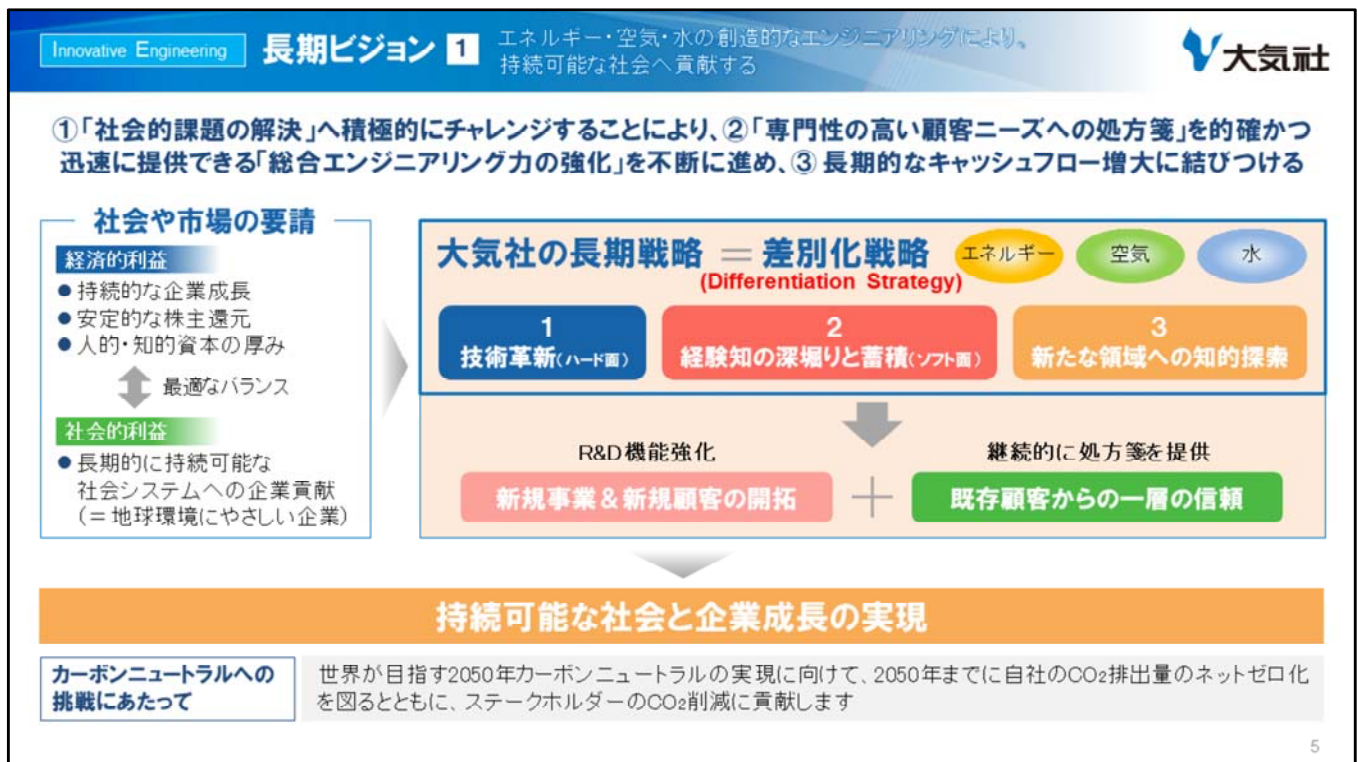 Innovative Engineering
長期ビジョン 1
エネルギー・空気・水の創造的なエンジニアリングにより、
持続可能な社会へ貢献する
大気社
①「社会的課題の解決」へ積極的にチャレンジすることにより、②「専門性の高い顧客ニーズへの処方箋」を的確かつ
迅速に提供できる「総合エンジニアリング力の強化」を不断に進め、③ 長期的なキャッシュフロー増大に結びつける
社会や市場の要請
経済的利益
● 持続的な企業成長
● 安定的な株主還元
● 人的・知的資本の厚み
最適なバランス
社会的利益
● 長期的に持続可能な
社会システムへの企業貢献
(=地球環境にやさしい企業)
大気社の長期戦略 = 差別化戦略
(Differentiation Strategy)
エネルギー
空気
水
1
技術革新(ハード面)
2
経験知の深堀りと蓄積(ソフト面)
3
新たな領域への知的探索
R&D機能強化
新規事業&新規顧客の開拓
+
継続的に処方箋を提供
既存顧客からの一層の信頼
持続可能な社会と企業成長の実現
カーボンニュートラルへの
挑戦にあたって
世界が目指す2050年カーボンニュートラルの実現に向けて、2050年までに自社のCO₂排出量のネットゼロ化
を図るとともに、ステークホルダーのCO₂削減に貢献します
5